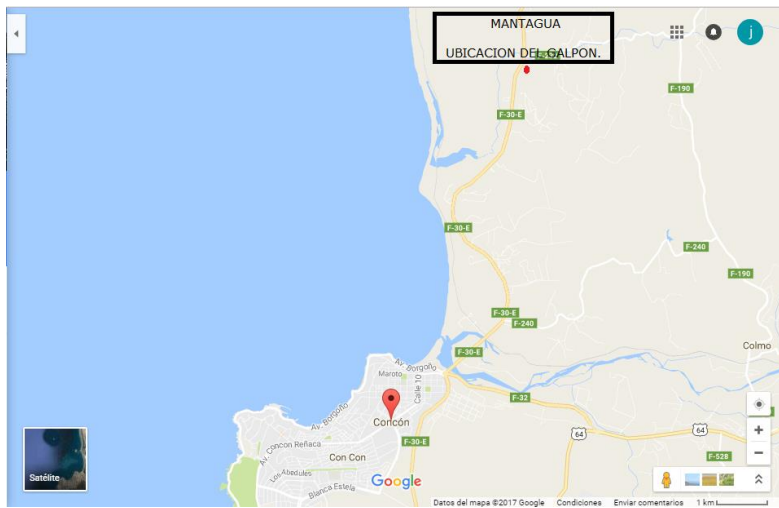 MANTAGUA
UBICACION DEL GALPON.
j
F-190
F-30-E
F-30-E
F-240
F-190
F-30-E
F-240
Colmo
F-30-E
Av. Borgoño
Maroto
Calle 10
F-32
Av. Borgoño
Concón
64
64
F-30-E
Av. Concon Reñaca
Con Con
F-528
Los Abedules
Satélite
Blanca Estela
Google
Datos del mapa ©2017 Google Condiciones Enviar comentarios 1 km